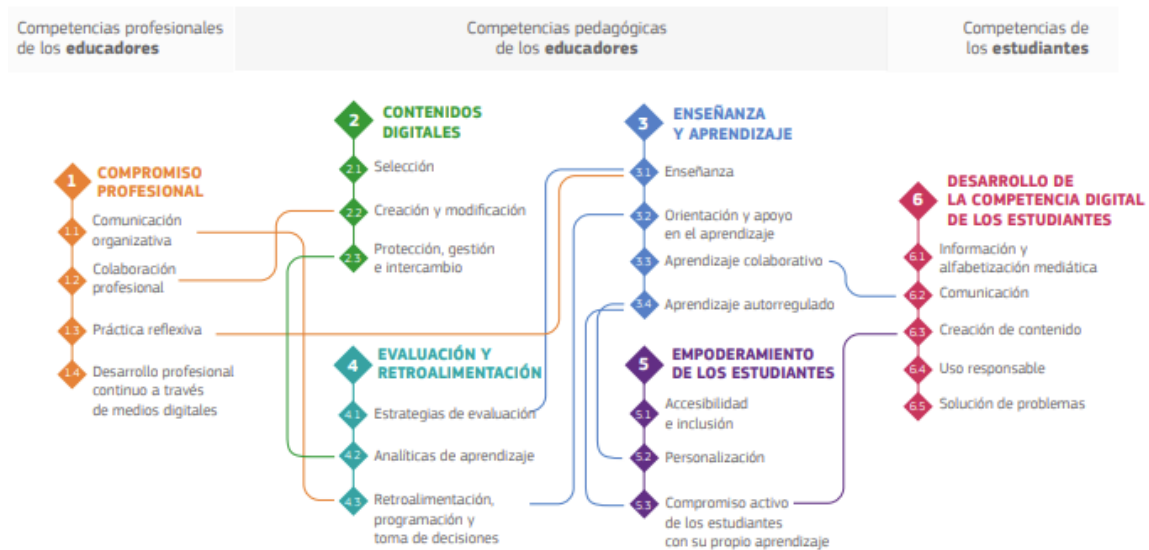 Competencias profesionales
de los educadores
Competencias pedagógicas
de los educadores
Competencias de
los estudiantes
1
COMPROMISO
PROFESIONAL
1.1
Comunicación
organizativa
1.2
Colaboración
profesional
1.3
Práctica reflexiva
1.4
Desarrollo profesional
continuo a través
de medios digitales
2
CONTENIDOS
DIGITALES
2.1
Selección
2.2
Creación y modificación
2.3
Protección, gestión
e intercambio
3
ENSEÑANZA
Y APRENDIZAJE
3.1
Enseñanza
3.2
Orientación y apoyo
en el aprendizaje
3.3
Aprendizaje colaborativo
3.4
Aprendizaje autorregulado
4
EVALUACIÓN Y
RETROALIMENTACIÓN
4.1
Estrategias de evaluación
4.2
Analíticas de aprendizaje
4.3
Retroalimentación,
programación y
toma de decisiones
5
EMPODERAMIENTO
DE LOS ESTUDIANTES
5.1
Accesibilidad
e inclusión
5.2
Personalización
5.3
Compromiso activo
de los estudiantes
con su propio aprendizaje
6
DESARROLLO DE
LA COMPETENCIA DIGITAL
DE LOS ESTUDIANTES
6.1
Información y
alfabetización mediática
6.2
Comunicación
6.3
Creación de contenido
6.4
Uso responsable
6.5
Solución de problemas